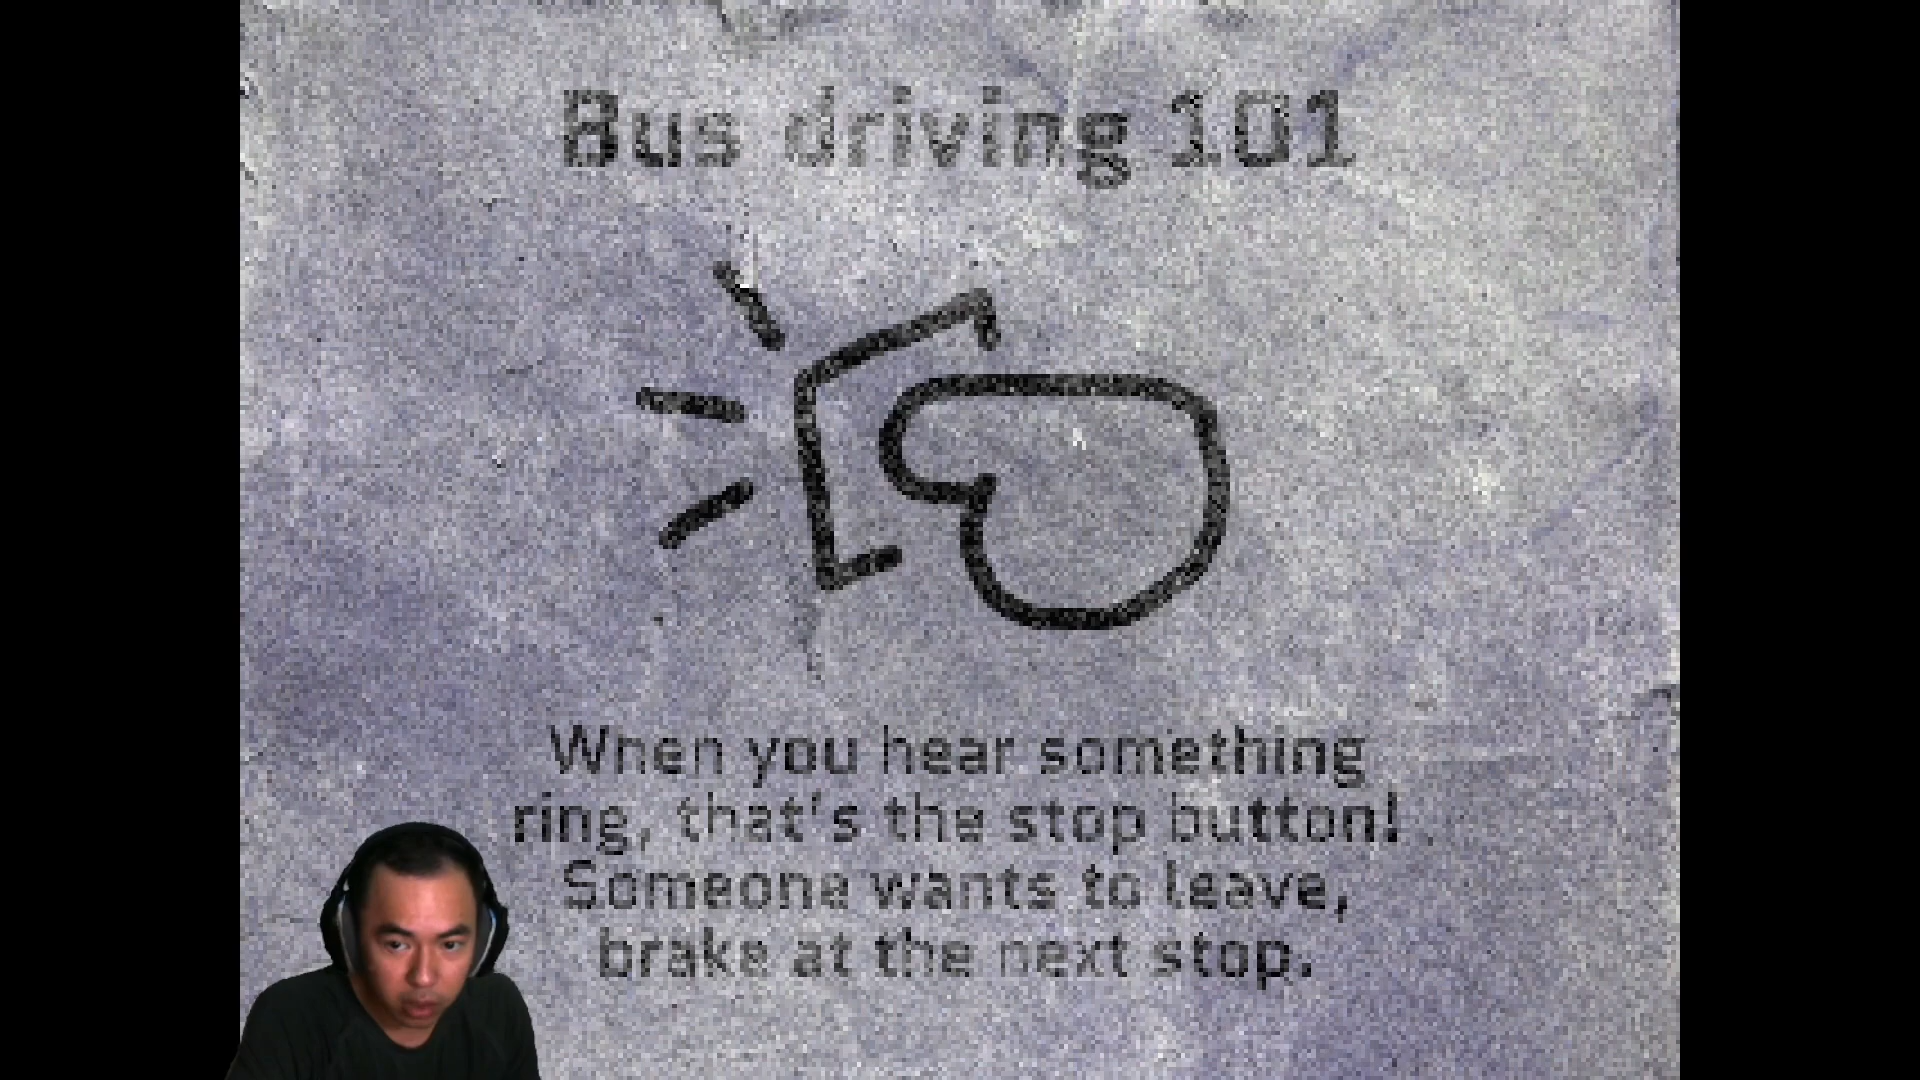 Bus driving 101
When you hear something
ring, that's the stop button!
Someone wants to leave,
brake at the next stop.